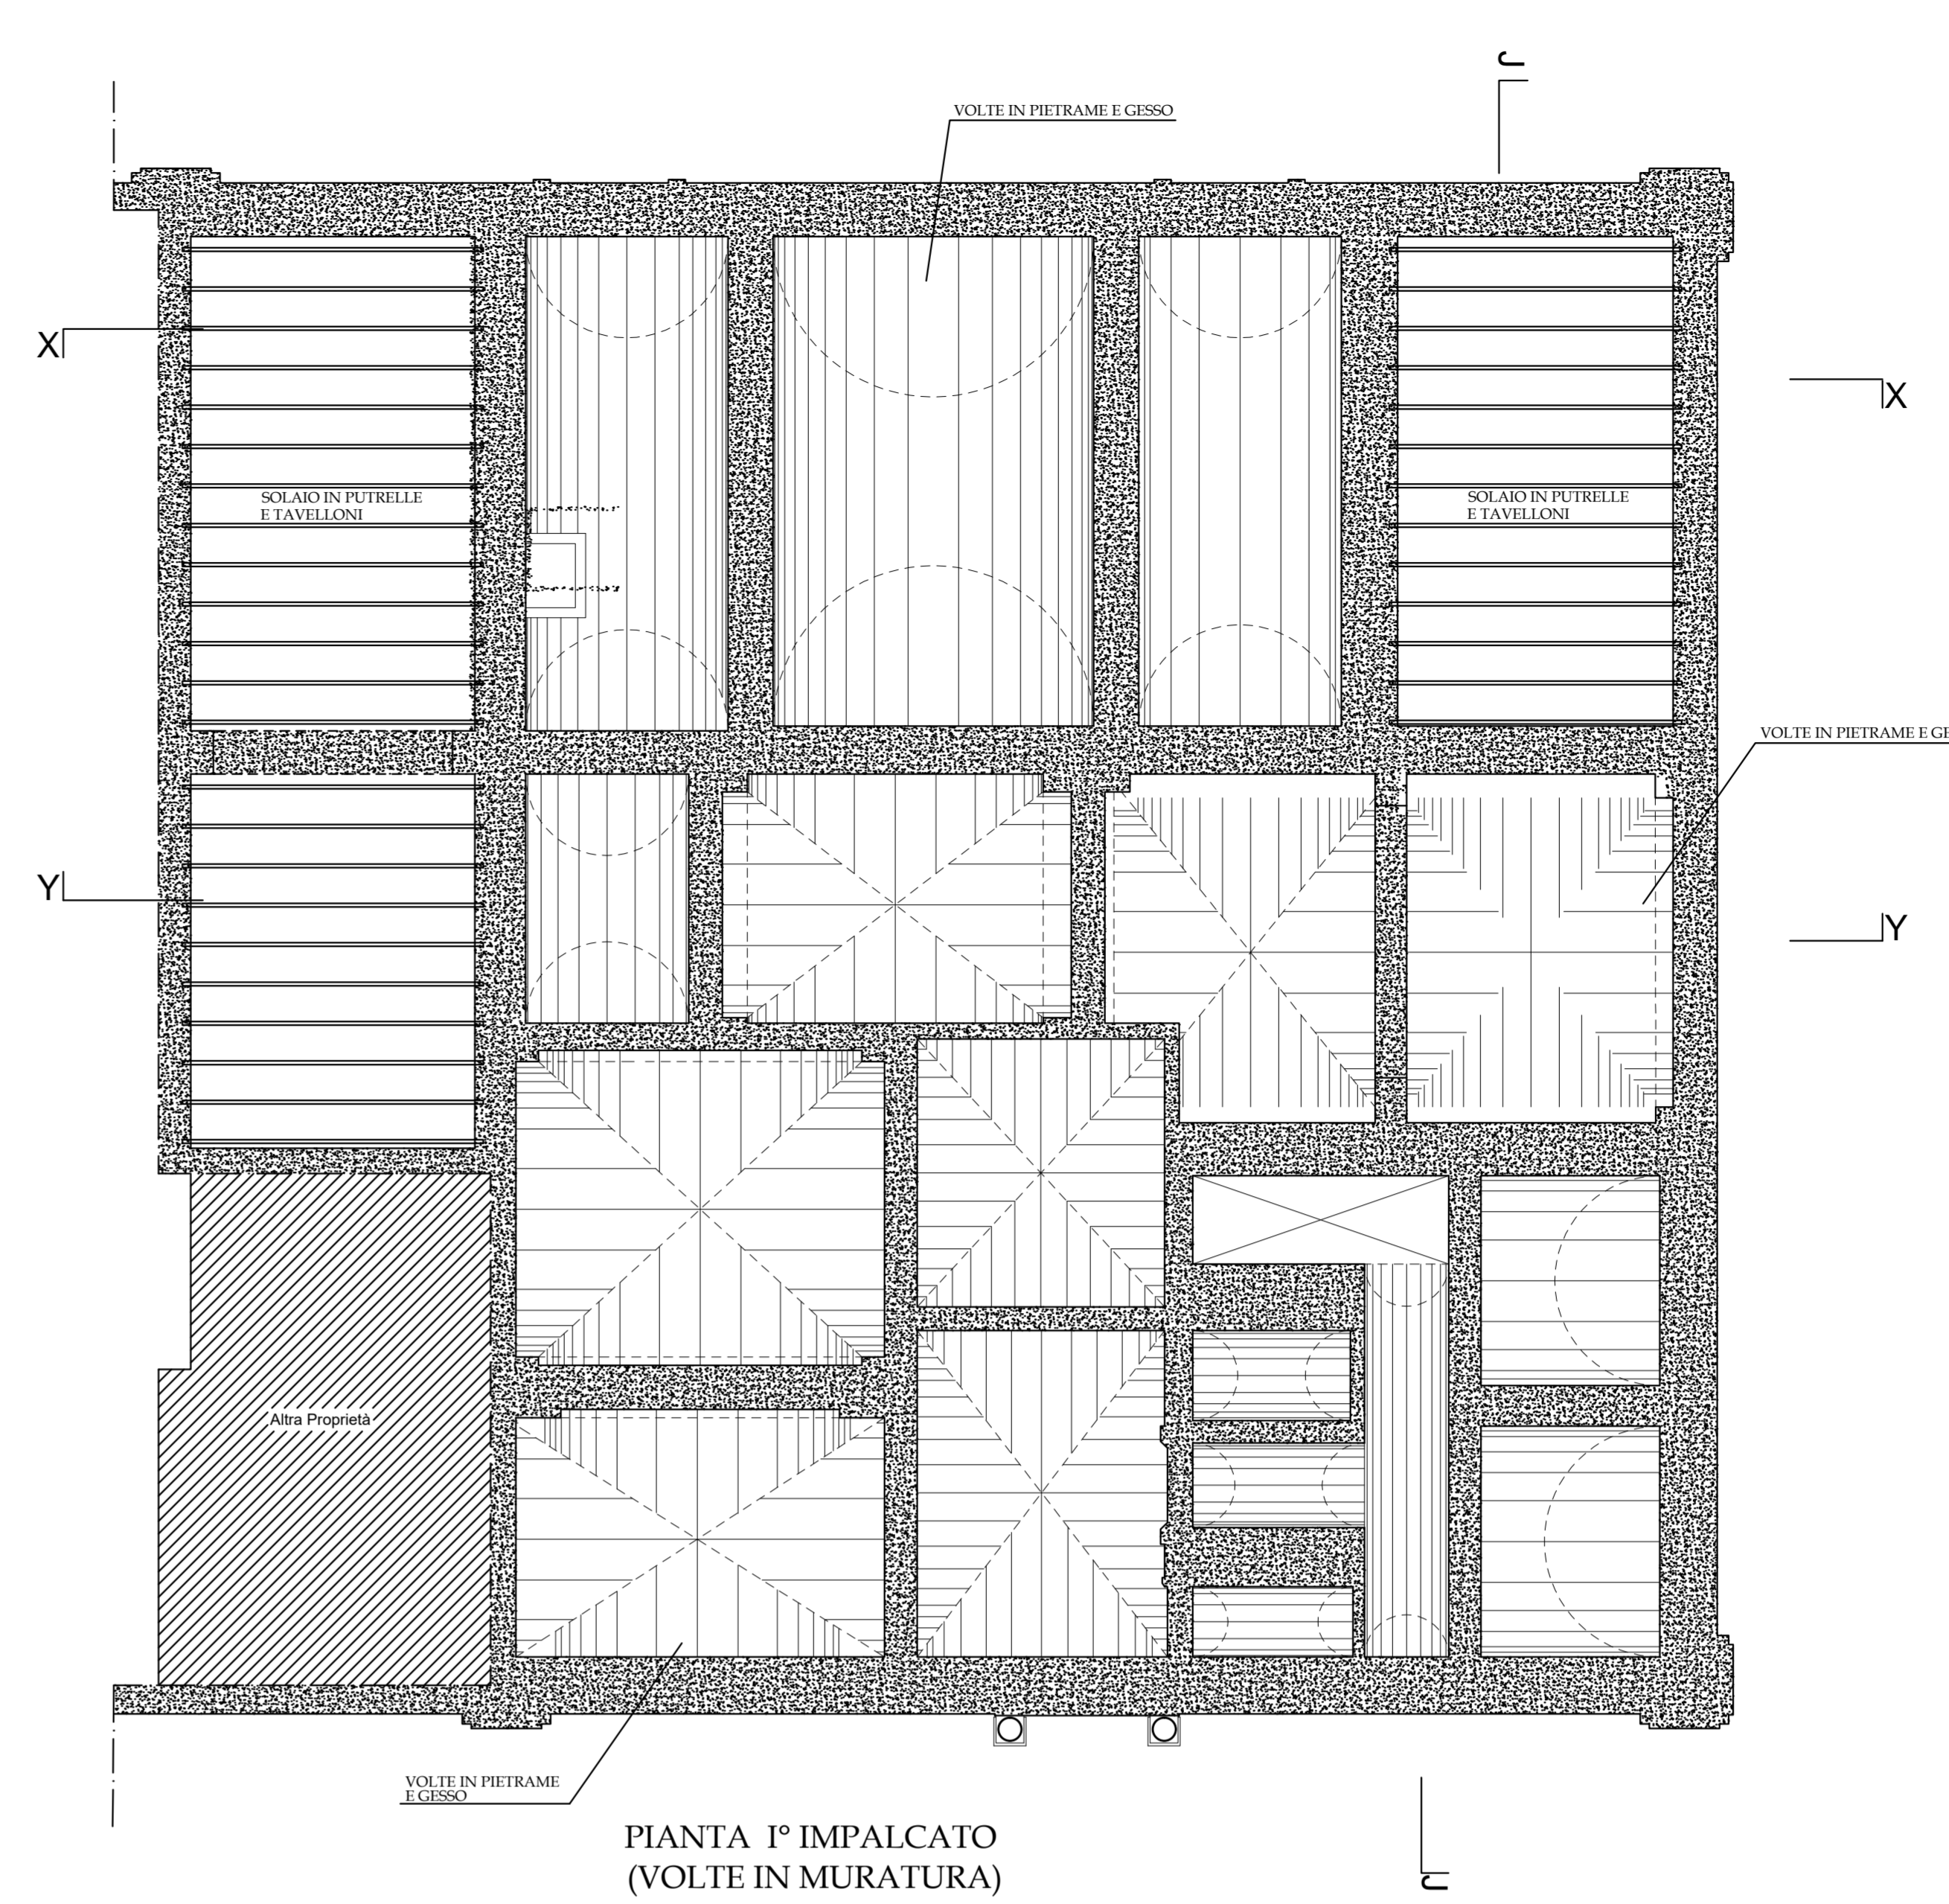 J
VOLTE IN PIETRAME E GESSO
X
X
SOLAIO IN PUTRELLE
E TAVELLONI
SOLAIO IN PUTRELLE
E TAVELLONI
VOLTE IN PIETRAME E GE
Y
Y
Altra Proprietà
VOLTE IN PIETRAME
E GESSO
PIANTA I° IMPALCATO
(VOLTE IN MURATURA)
J